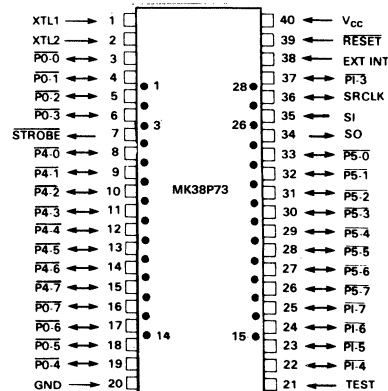 XTL1 1 40 Vcc
XTL2 2 39 RESET
P0-0 3 38 EXT INT
P0-1 4 1 28 37 PI-3
P0-2 5 36 SRCLK
P0-3 6 3 26 35 SI
STROBE 7 34 SO
P4-0 8 33 P5-0
P4-1 9 32 P5-1
P4-2 10 MK38P73 31 P5-2
P4-3 11 30 P5-3
P4-4 12 29 P5-4
P4-5 13 28 P5-5
P4-6 14 27 P5-6
P4-7 15 26 P5-7
P0-7 16 25 PI-7
P0-6 17 14 15 24 PI-6
P0-5 18 23 PI-5
P0-4 19 22 PI-4
GND 20 21 TEST